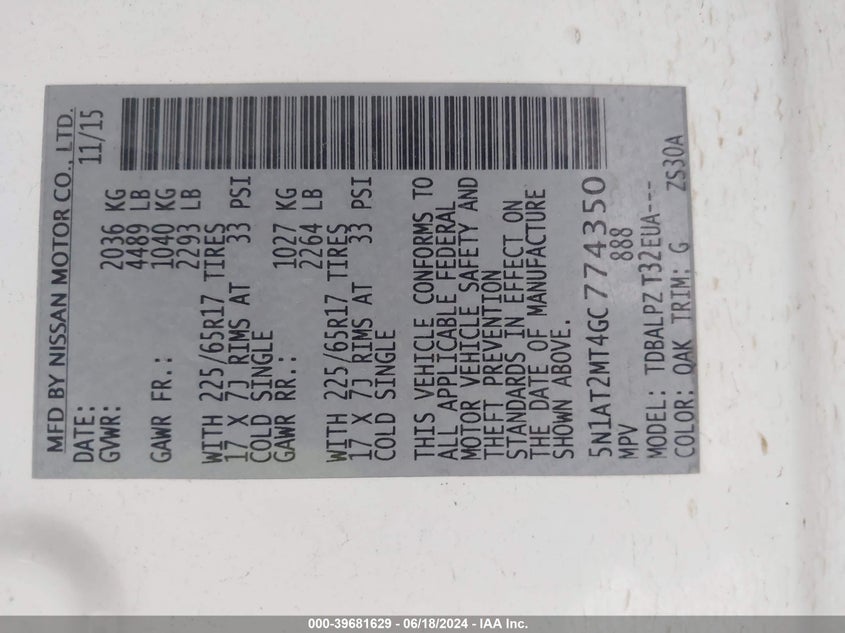 MFD BY NISSAN MOTOR CO., LTD.
DATE: 11/15
GVWR: 2036 KG
4489 LB
GAWR FR.: 1040 KG
2293 LB
WITH 225/65R17 TIRES
17 X 7J RIMS AT 33 PSI
COLD SINGLE
GAWR RR.: 1027 KG
2264 LB
WITH 225/65R17 TIRES
17 X 7J RIMS AT 33 PSI
COLD SINGLE
THIS VEHICLE CONFORMS TO
ALL APPLICABLE FEDERAL
MOTOR VEHICLE SAFETY AND
THEFT PREVENTION
STANDARDS IN EFFECT ON
THE DATE OF MANUFACTURE
SHOWN ABOVE.
5N1AT2MT4GC774350
MPV 888
MODEL: TDBALPZ T32EUA---
COLOR: QAK TRIM: G ZS30A
000-39681629 - 06/18/2024 - IAA Inc.